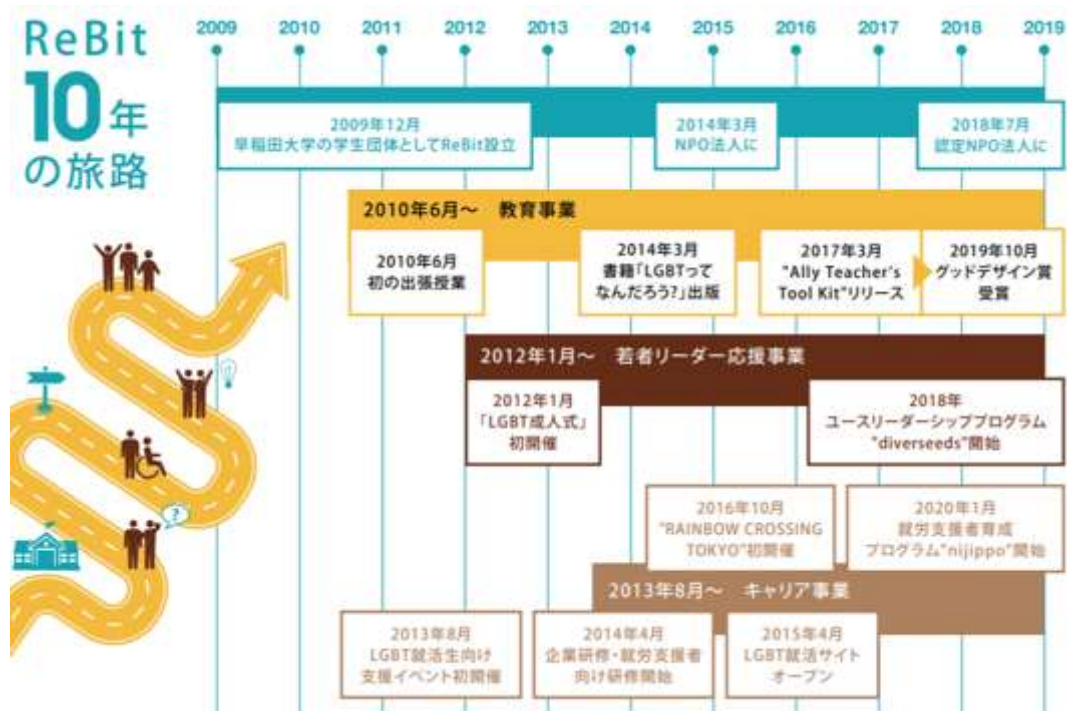 ReBit
10年
の旅路
2009 2010 2011 2012 2013 2014 2015 2016 2017 2018 2019
2009年12月
早稲田大学の学生団体としてReBit設立
2014年3月
NPO法人に
2018年7月
認定NPO法人に
2010年6月～　教育事業
2010年6月
初の出張授業
2014年3月
書籍「LGBTって
なんだろう?」出版
2017年3月
"Ally Teacher's
Tool Kit"リリース
2019年10月
グッドデザイン賞
受賞
2012年1月～　若者リーダー応援事業
2012年1月
「LGBT成人式」
初開催
2018年
ユースリーダーシッププログラム
"diverseeds"開始
2016年10月
"RAINBOW CROSSING
TOKYO"初開催
2020年1月
就労支援者育成
プログラム"nijippo"開始
2013年8月～　キャリア事業
2013年8月
LGBT就活生向け
支援イベント初開催
2014年4月
企業研修・就労支援者
向け研修開始
2015年4月
LGBT就活サイト
オープン
?